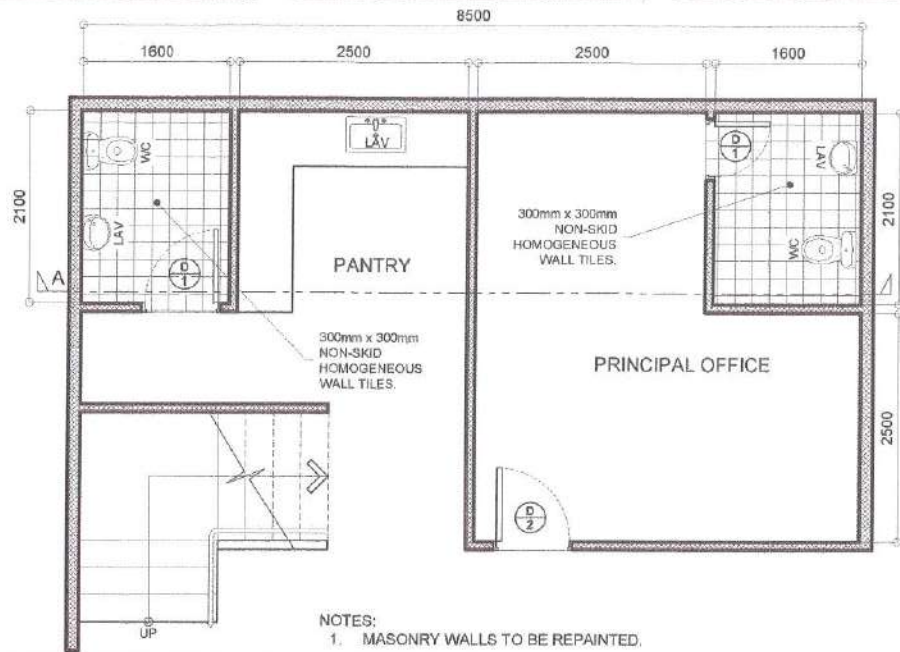 8500
1600
2500
2500
1600
2100
WC
LAV
D
1
A
LAV
PANTRY
300mm x 300mm
NON-SKID
HOMOGENEOUS
WALL TILES.
300mm x 300mm
NON-SKID
HOMOGENEOUS
WALL TILES.
D
1
LAV
WC
2100
PRINCIPAL OFFICE
2500
D
2
UP
NOTES:
1. MASONRY WALLS TO BE REPAINTED.